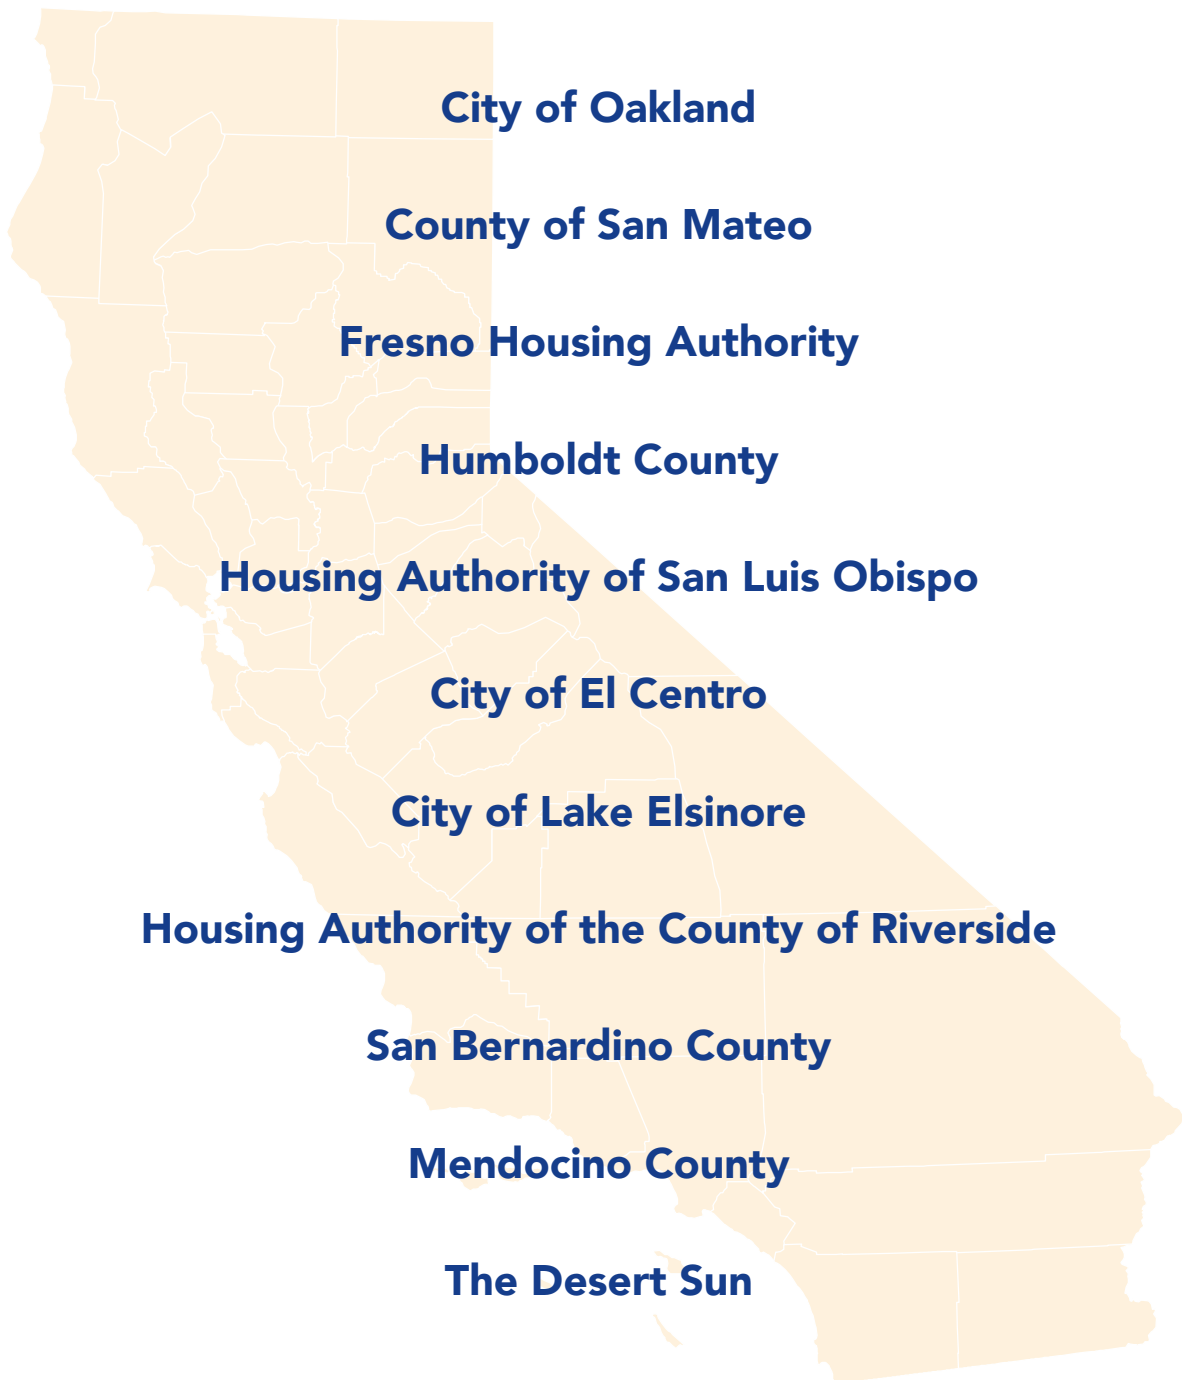 City of Oakland
County of San Mateo
Fresno Housing Authority
Humboldt County
Housing Authority of San Luis Obispo
City of El Centro
City of Lake Elsinore
Housing Authority of the County of Riverside
San Bernardino County
Mendocino County
The Desert Sun